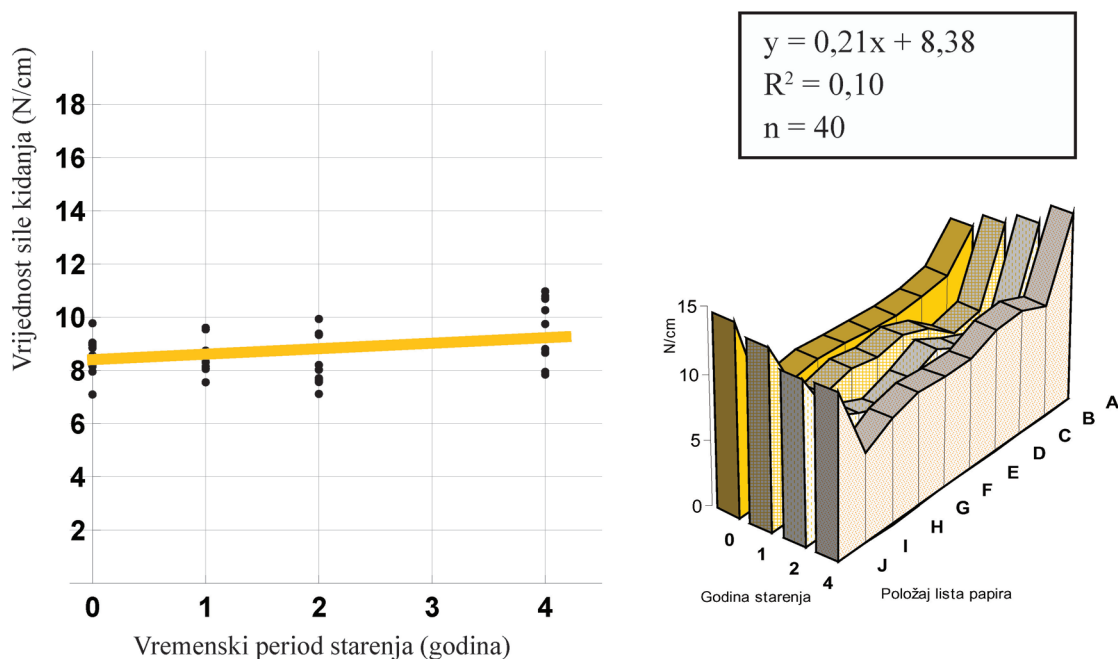 Vrijednost sile kidanja (N/cm)
18
16
14
12
10
8
6
4
2
0 1 2 3 4
Vremenski period starenja (godina)
y = 0,21x + 8,38
R² = 0,10
n = 40
N/cm
15
10
5
0
0 1 2 4
Godina starenja
J I H G F E D C B A
Položaj lista papira